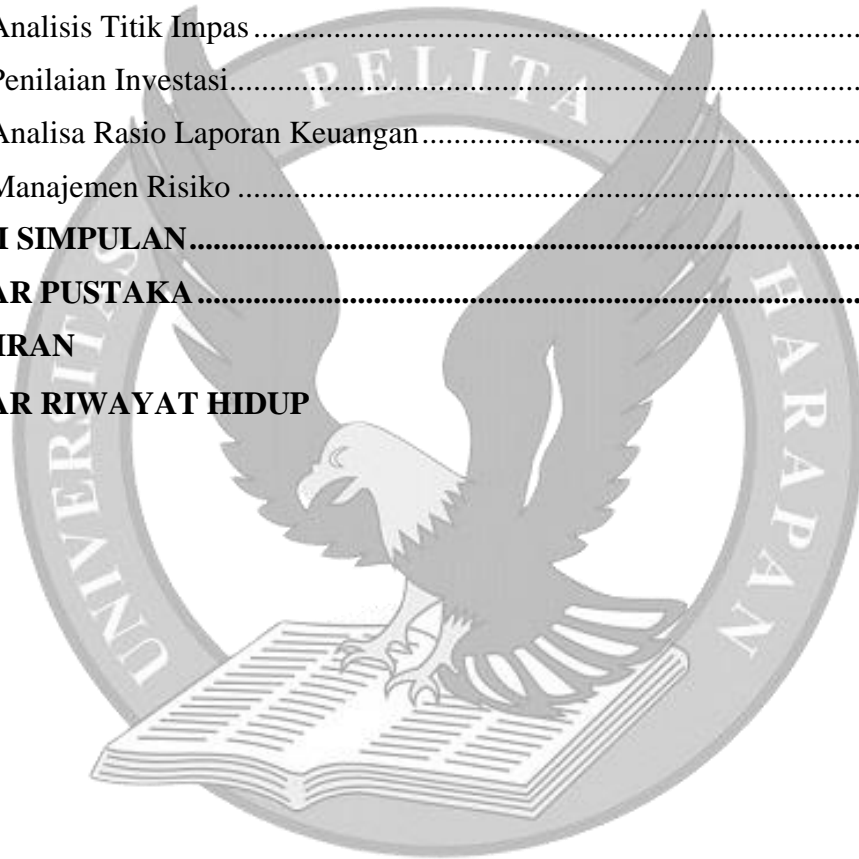 Analisis Titik Impas ............................................................................
Penilaian Investasi...............................................................................
Analisa Rasio Laporan Keuangan.......................................................
Manajemen Risiko ..............................................................................
I SIMPULAN.....................................................................................
AR PUSTAKA ....................................................................................
IRAN
AR RIWAYAT HIDUP
UNIVERSITAS PELITA HARAPAN